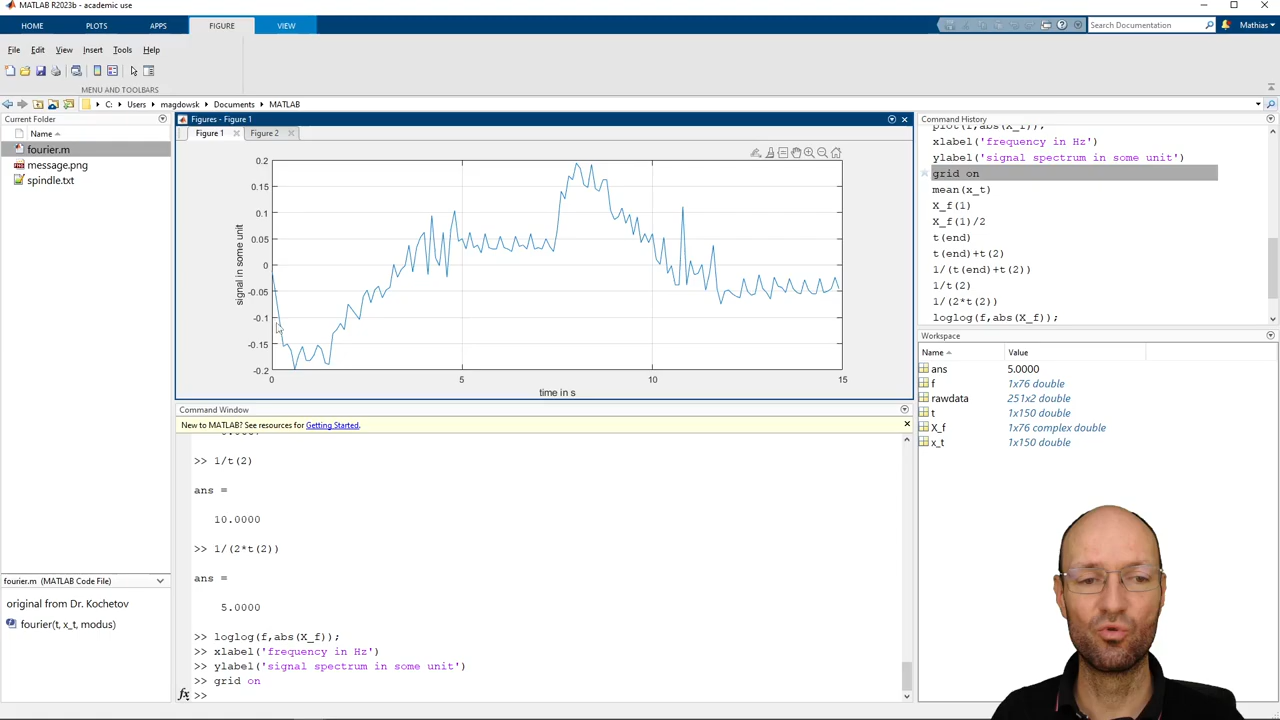 MATLAB R2023b - academic use
HOME PLOTS APPS FIGURE VIEW
Search Documentation Mathias
File Edit View Insert Tools Help
MENU AND TOOLBARS
C: Users magdowsk Documents MATLAB
Current Folder
Name
fourier.m
message.png
spindle.txt
fourier.m (MATLAB Code File)
original from Dr. Kochetov
fourier(t, x_t, modus)
Figures - Figure 1
Figure 1 Figure 2
0.2
0.15
0.1
0.05
0
-0.05
-0.1
-0.15
-0.2
signal in some unit
0 5 10 15
time in s
Command Window
New to MATLAB? See resources for Getting Started.
>> 1/t(2)
ans =
10.0000
>> 1/(2*t(2))
ans =
5.0000
>> loglog(f,abs(X_f));
>> xlabel('frequency in Hz')
>> ylabel('signal spectrum in some unit')
>> grid on
fx >>
Command History
plot(f,abs(X_f));
xlabel('frequency in Hz')
ylabel('signal spectrum in some unit')
grid on
mean(x_t)
X_f(1)
X_f(1)/2
t(end)
t(end)+t(2)
1/(t(end)+t(2))
1/t(2)
1/(2*t(2))
loglog(f,abs(X_f));
Workspace
Name Value
ans 5.0000
f 1x76 double
rawdata 251x2 double
t 1x150 double
X_f 1x76 complex double
x_t 1x150 double